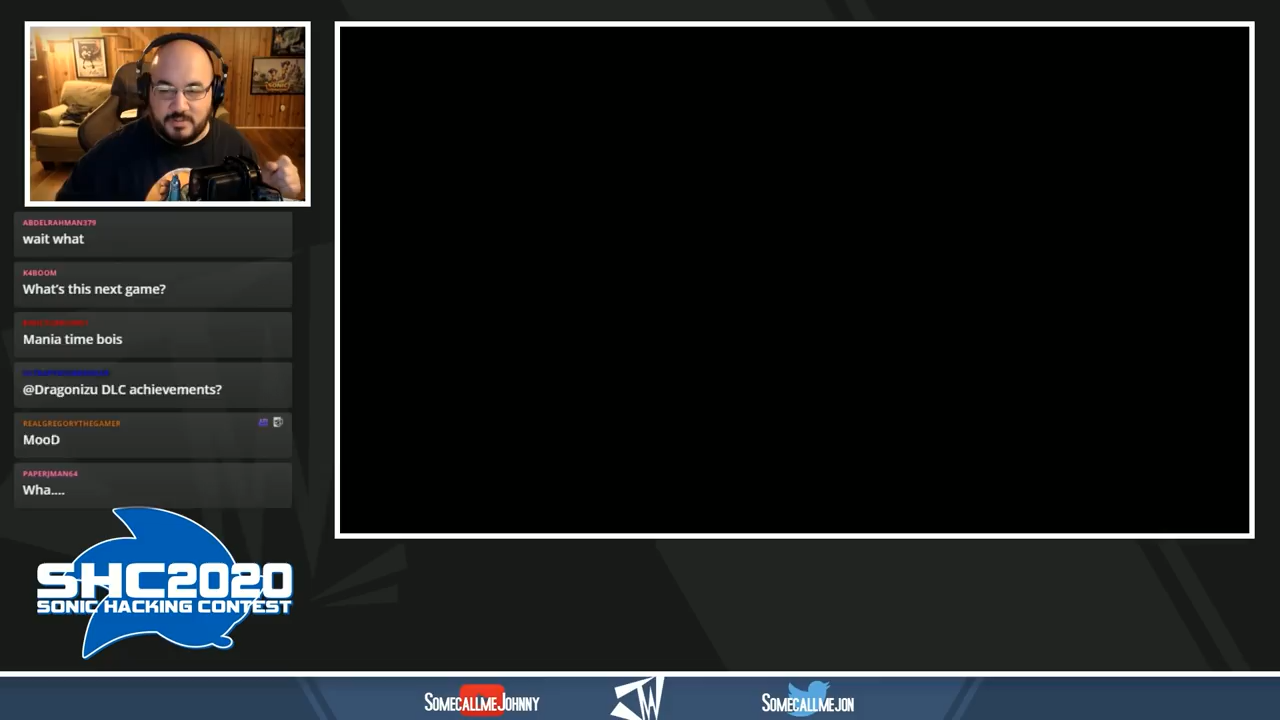 ABDELRAHMAN379
wait what
K4BOOM
What's this next game?
Mania time bois
@Dragonizu DLC achievements?
REALGREGORYTHEGAMER
MooD
PAPERJMAN64
Wha....
SHC2020
SONIC HACKING CONTEST
SOMECALLMEJOHNNY
SOMECALLMEJON